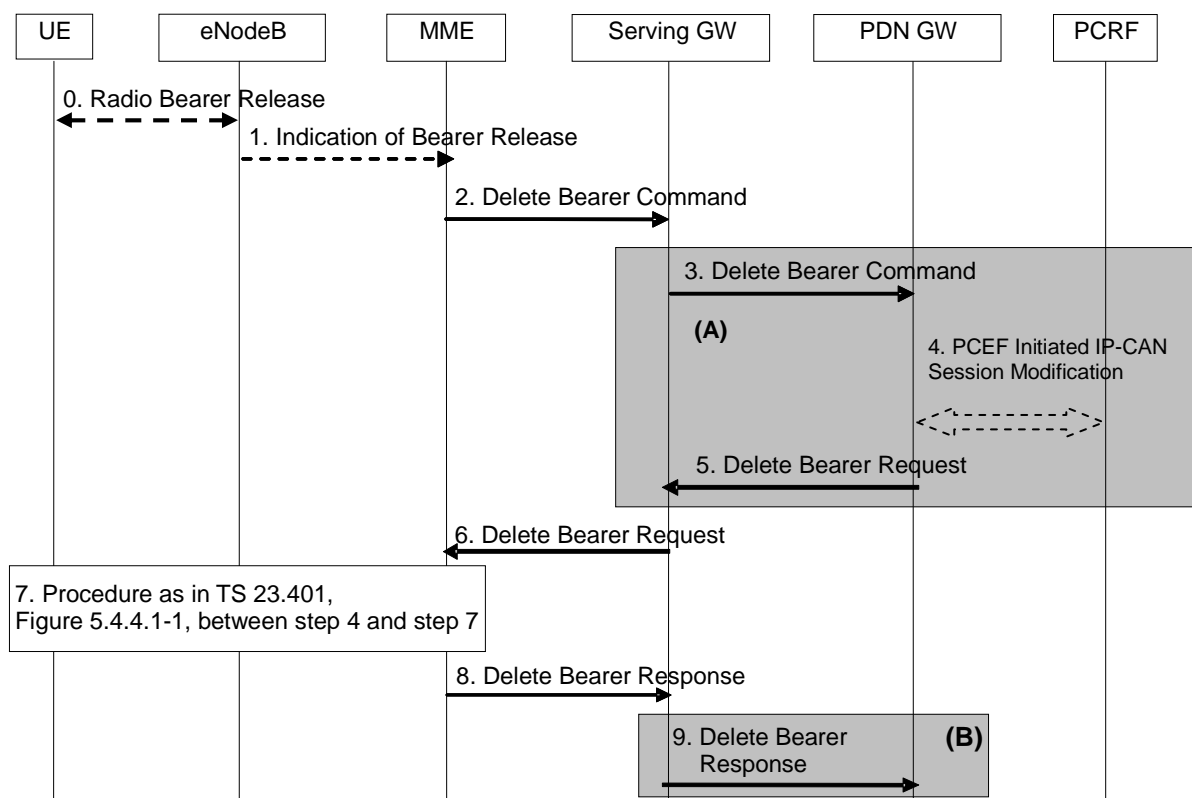 UE
eNodeB
MME
Serving GW
PDN GW
PCRF
0. Radio Bearer Release
1. Indication of Bearer Release
2. Delete Bearer Command
3. Delete Bearer Command
(A)
4. PCEF Initiated IP-CAN
Session Modification
5. Delete Bearer Request
6. Delete Bearer Request
7. Procedure as in TS 23.401,
Figure 5.4.4.1-1, between step 4 and step 7
8. Delete Bearer Response
9. Delete Bearer
Response
(B)